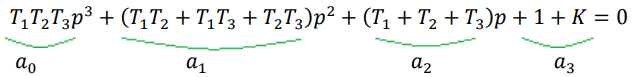 T₁T₂T₃p³ + (T₁T₂ + T₁T₃ + T₂T₃)p² + (T₁ + T₂ + T₃)p + 1 + K = 0
a₀ a₁ a₂ a₃